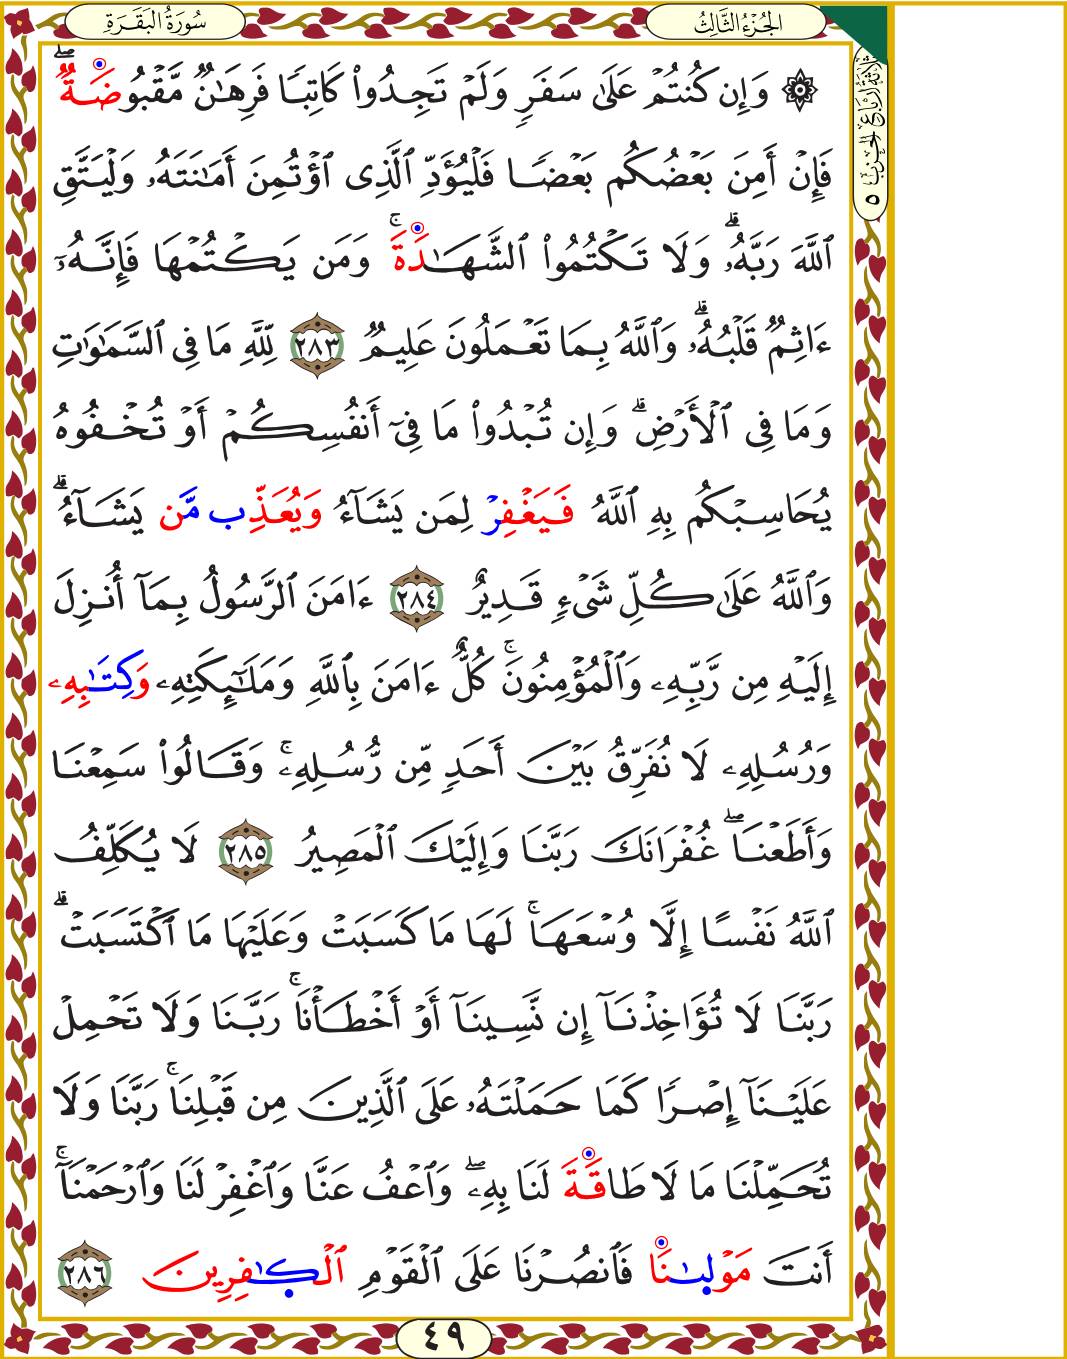 سُورَةُ البَقَرَةِ
الجُزْءُ الثَّالِثُ
ثَلَاثَةُ أَرْبَاعِ الحِزْبِ ٥
۞ وَإِن كُنتُمْ عَلَىٰ سَفَرٍ وَلَمْ تَجِدُوا۟ كَاتِبًا فَرِهَـٰنٌ مَّقْبُوضَةٌ ۖ
فَإِنْ أَمِنَ بَعْضُكُم بَعْضًا فَلْيُؤَدِّ ٱلَّذِى ٱؤْتُمِنَ أَمَـٰنَتَهُۥ وَلْيَتَّقِ
ٱللَّهَ رَبَّهُۥ ۗ وَلَا تَكْتُمُوا۟ ٱلشَّهَـٰدَةَ ۚ وَمَن يَكْتُمْهَا فَإِنَّهُۥٓ
ءَاثِمٌ قَلْبُهُۥ ۗ وَٱللَّهُ بِمَا تَعْمَلُونَ عَلِيمٌ ٢٨٣ لِّلَّهِ مَا فِى ٱلسَّمَـٰوَٰتِ
وَمَا فِى ٱلْأَرْضِ ۗ وَإِن تُبْدُوا۟ مَا فِىٓ أَنفُسِكُمْ أَوْ تُخْفُوهُ
يُحَاسِبْكُم بِهِ ٱللَّهُ فَيَغْفِرْ لِمَن يَشَآءُ وَيُعَذِّب مَّن يَشَآءُ ۗ
وَٱللَّهُ عَلَىٰ كُلِّ شَىْءٍ قَدِيرٌ ٢٨٤ ءَامَنَ ٱلرَّسُولُ بِمَآ أُنزِلَ
إِلَيْهِ مِن رَّبِّهِۦ وَٱلْمُؤْمِنُونَ ۚ كُلٌّ ءَامَنَ بِٱللَّهِ وَمَلَـٰٓئِكَتِهِۦ وَكِتَـٰبِهِۦ
وَرُسُلِهِۦ لَا نُفَرِّقُ بَيْنَ أَحَدٍ مِّن رُّسُلِهِۦ ۚ وَقَالُوا۟ سَمِعْنَا
وَأَطَعْنَا ۖ غُفْرَانَكَ رَبَّنَا وَإِلَيْكَ ٱلْمَصِيرُ ٢٨٥ لَا يُكَلِّفُ
ٱللَّهُ نَفْسًا إِلَّا وُسْعَهَا ۚ لَهَا مَا كَسَبَتْ وَعَلَيْهَا مَا ٱكْتَسَبَتْ ۗ
رَبَّنَا لَا تُؤَاخِذْنَآ إِن نَّسِينَآ أَوْ أَخْطَأْنَا ۚ رَبَّنَا وَلَا تَحْمِلْ
عَلَيْنَآ إِصْرًا كَمَا حَمَلْتَهُۥ عَلَى ٱلَّذِينَ مِن قَبْلِنَا ۚ رَبَّنَا وَلَا
تُحَمِّلْنَا مَا لَا طَاقَةَ لَنَا بِهِۦ ۖ وَٱعْفُ عَنَّا وَٱغْفِرْ لَنَا وَٱرْحَمْنَآ ۚ
أَنتَ مَوْلَىٰنَا فَٱنصُرْنَا عَلَى ٱلْقَوْمِ ٱلْكَـٰفِرِينَ ٢٨٦
٤٩